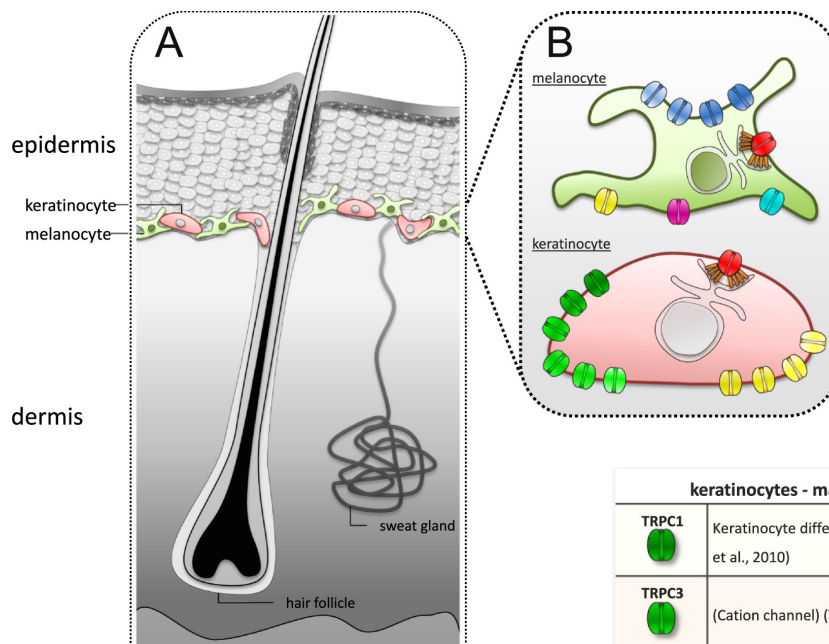 A
B
melanocyte
epidermis
keratinocyte
melanocyte
keratinocyte
dermis
sweat gland
hair follicle
keratinocytes - m
TRPC1
Keratinocyte diffe
et al., 2010)
TRPC3
(Cation channel) (